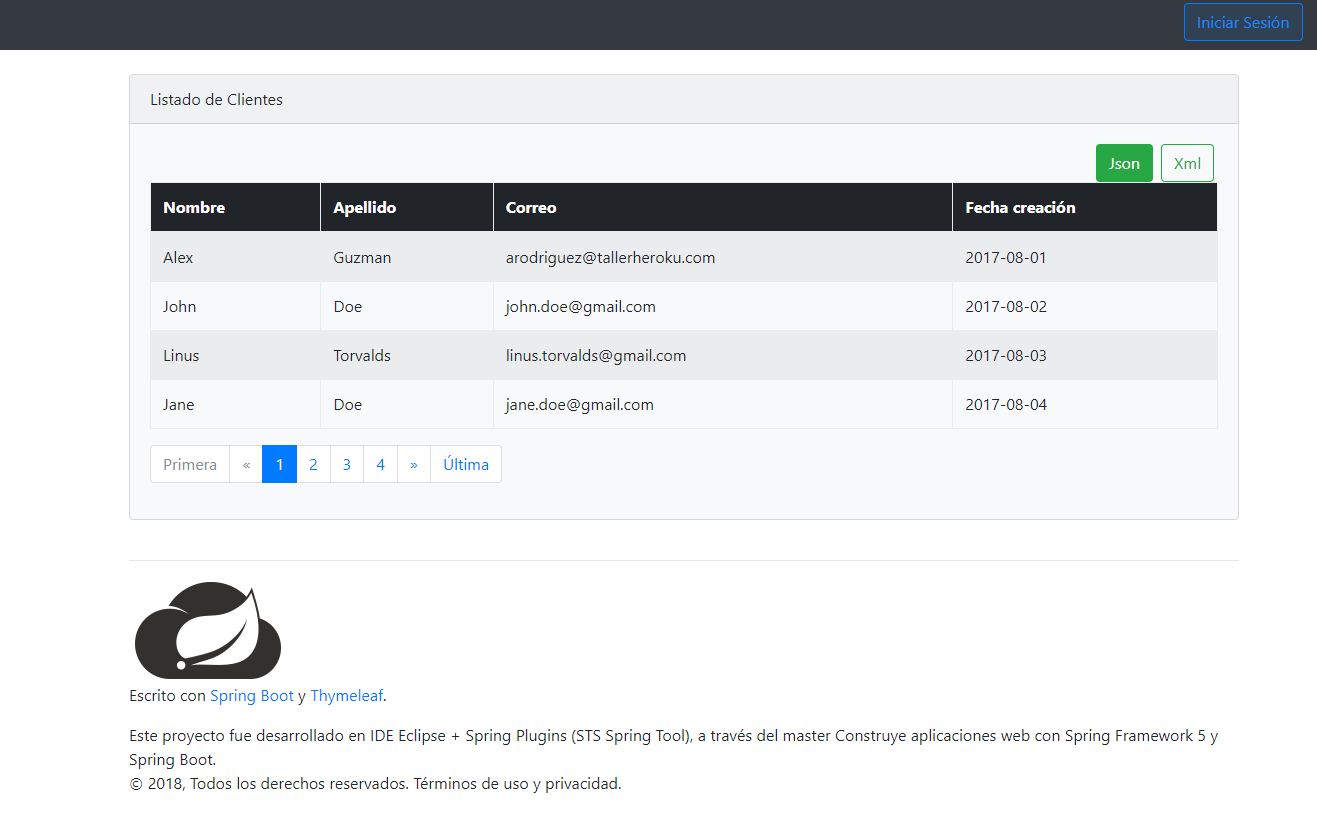 Iniciar Sesión
Listado de Clientes
Json Xml
Nombre Apellido Correo Fecha creación
Alex Guzman arodriguez@tallerheroku.com 2017-08-01
John Doe john.doe@gmail.com 2017-08-02
Linus Torvalds linus.torvalds@gmail.com 2017-08-03
Jane Doe jane.doe@gmail.com 2017-08-04
Primera « 1 2 3 4 » Última
Escrito con Spring Boot y Thymeleaf.
Este proyecto fue desarrollado en IDE Eclipse + Spring Plugins (STS Spring Tool), a través del master Construye aplicaciones web con Spring Framework 5 y
Spring Boot.
© 2018, Todos los derechos reservados. Términos de uso y privacidad.